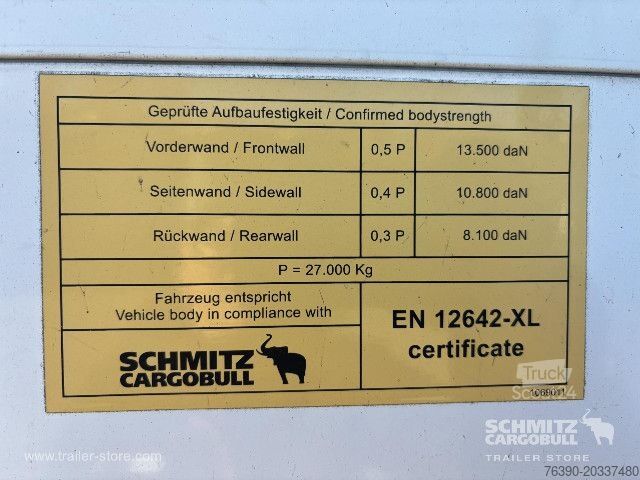 Geprüfte Aufbaufestigkeit / Confirmed bodystrength
Vorderwand / Frontwall 0,5 P 13.500 daN
Seitenwand / Sidewall 0,4 P 10.800 daN
Rückwand / Rearwall 0,3 P 8.100 daN
P = 27.000 Kg
Fahrzeug entspricht
Vehicle body in compliance with
EN 12642-XL
certificate
SCHMITZ
CARGOBULL
Truck
1069011
SCHMITZ
CARGOBULL
TRAILER STORE
www.trailer-store.com
76390-20337480